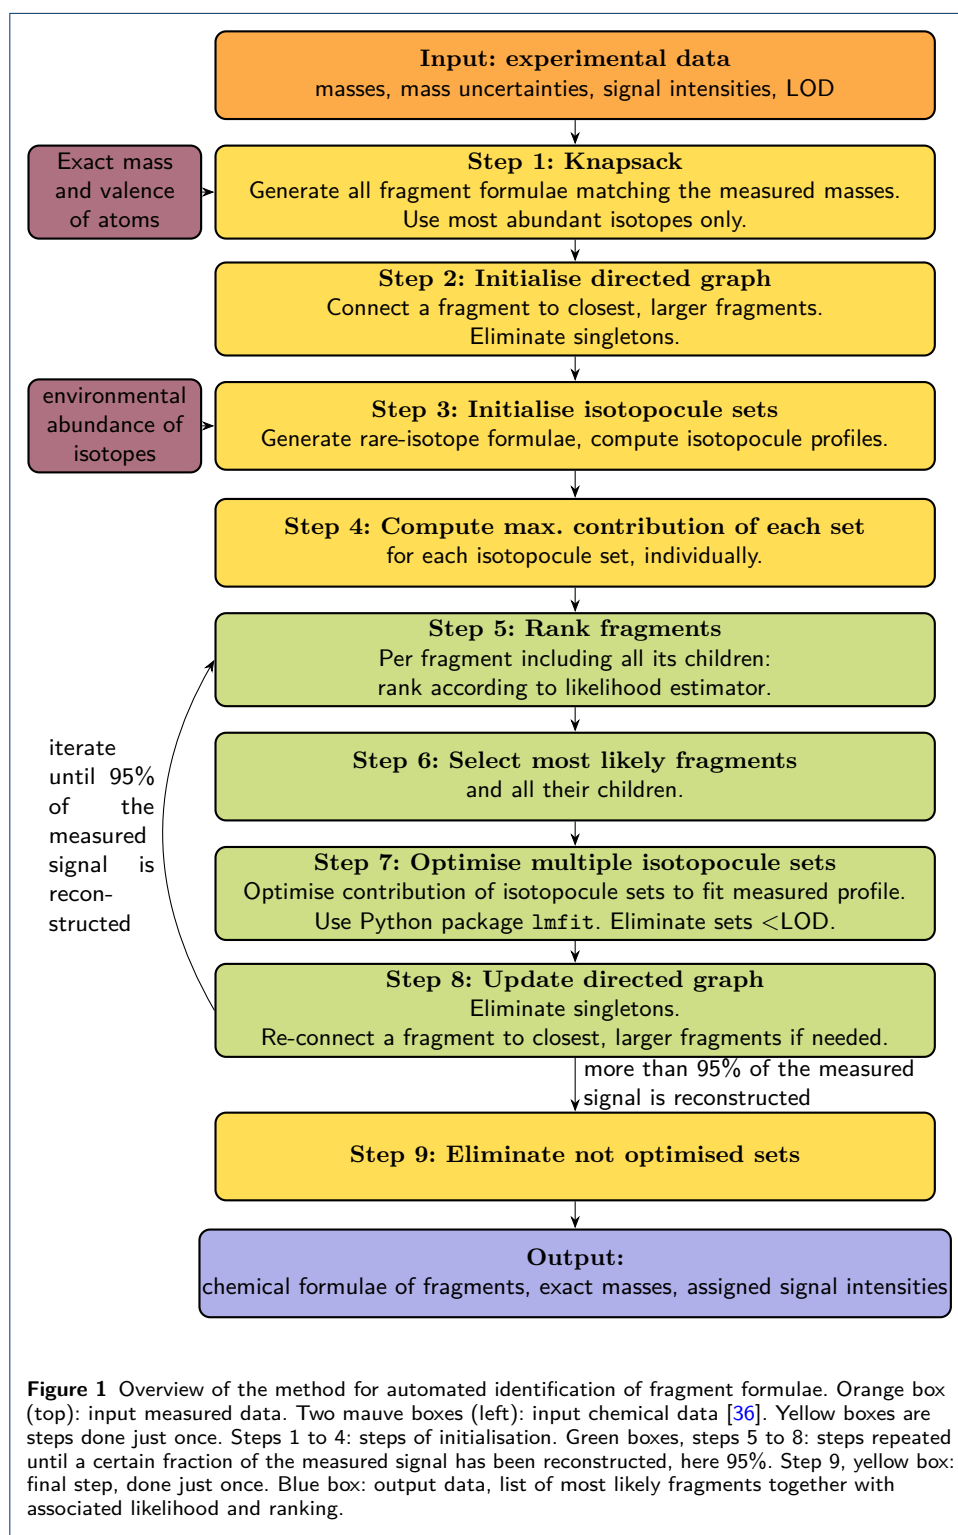 Input: experimental data
masses, mass uncertainties, signal intensities, LOD
Exact mass
and valence
of atoms
Step 1: Knapsack
Generate all fragment formulae matching the measured masses.
Use most abundant isotopes only.
Step 2: Initialise directed graph
Connect a fragment to closest, larger fragments.
Eliminate singletons.
environmental
abundance of
isotopes
Step 3: Initialise isotopocule sets
Generate rare-isotope formulae, compute isotopocule profiles.
Step 4: Compute max. contribution of each set
for each isotopocule set, individually.
Step 5: Rank fragments
Per fragment including all its children:
rank according to likelihood estimator.
iterate
until 95%
of the
measured
signal is
recon-
structed
Step 6: Select most likely fragments
and all their children.
Step 7: Optimise multiple isotopocule sets
Optimise contribution of isotopocule sets to fit measured profile.
Use Python package lmfit. Eliminate sets <LOD.
Step 8: Update directed graph
Eliminate singletons.
Re-connect a fragment to closest, larger fragments if needed.
more than 95% of the measured
signal is reconstructed
Step 9: Eliminate not optimised sets
Output:
chemical formulae of fragments, exact masses, assigned signal intensities
Figure 1 Overview of the method for automated identification of fragment formulae. Orange box
(top): input measured data. Two mauve boxes (left): input chemical data [36]. Yellow boxes are
steps done just once. Steps 1 to 4: steps of initialisation. Green boxes, steps 5 to 8: steps repeated
until a certain fraction of the measured signal has been reconstructed, here 95%. Step 9, yellow box:
final step, done just once. Blue box: output data, list of most likely fragments together with
associated likelihood and ranking.